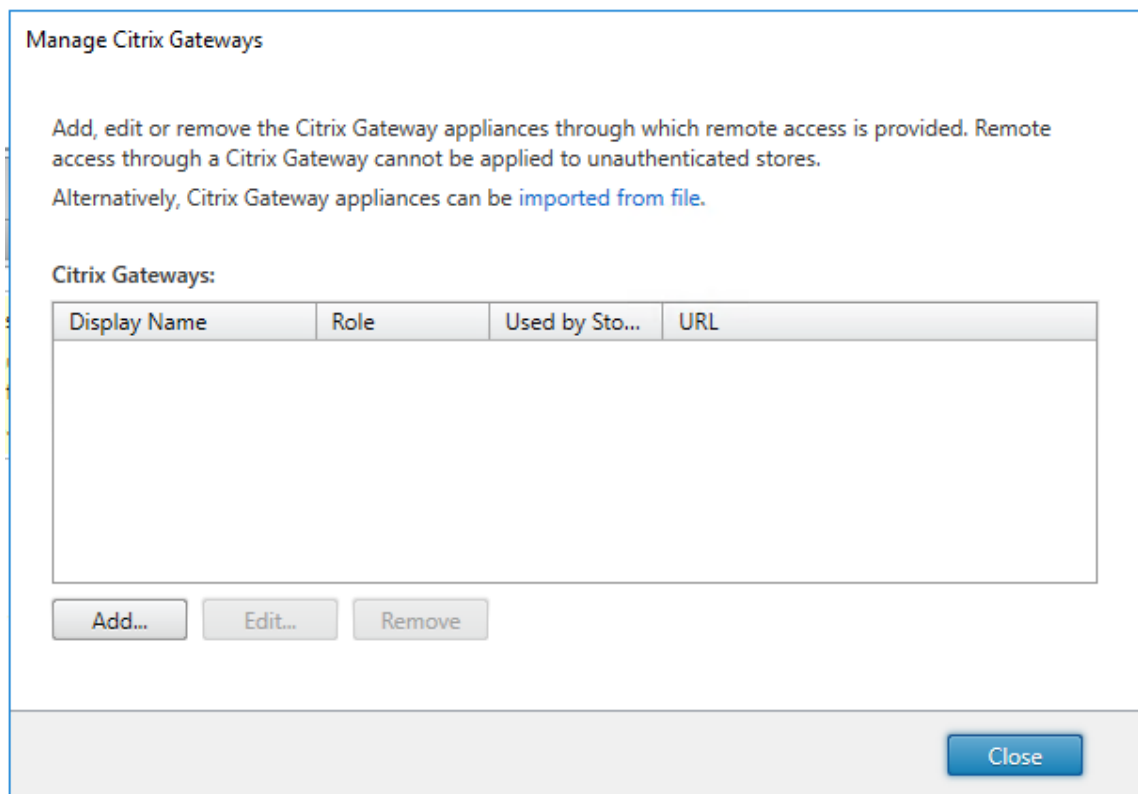 Manage Citrix Gateways
Add, edit or remove the Citrix Gateway appliances through which remote access is provided. Remote
access through a Citrix Gateway cannot be applied to unauthenticated stores.
Alternatively, Citrix Gateway appliances can be imported from file.
Citrix Gateways:
Display Name Role Used by Sto... URL
Add... Edit... Remove
Close